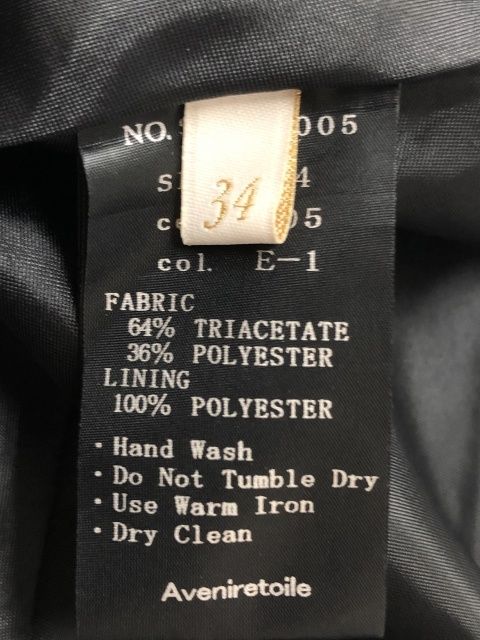 NO. 005
34
4
05
col. E-1
FABRIC
64% TRIACETATE
36% POLYESTER
LINING
100% POLYESTER
・Hand Wash
・Do Not Tumble Dry
・Use Warm Iron
・Dry Clean
Aveniretoile